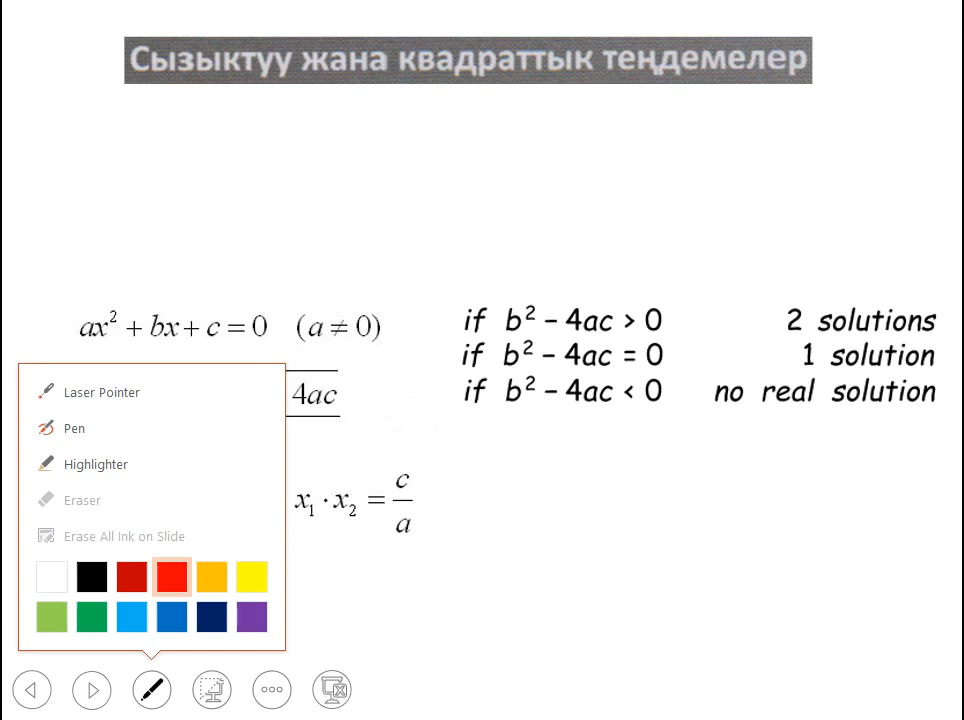 Сызыктуу жана квадраттык теңдемелер
ax² + bx + c = 0 (a ≠ 0)
if b² – 4ac > 0 2 solutions
if b² – 4ac = 0 1 solution
if b² – 4ac < 0 no real solution
4ac
x₁ · x₂ = c/a
Laser Pointer
Pen
Highlighter
Eraser
Erase All Ink on Slide